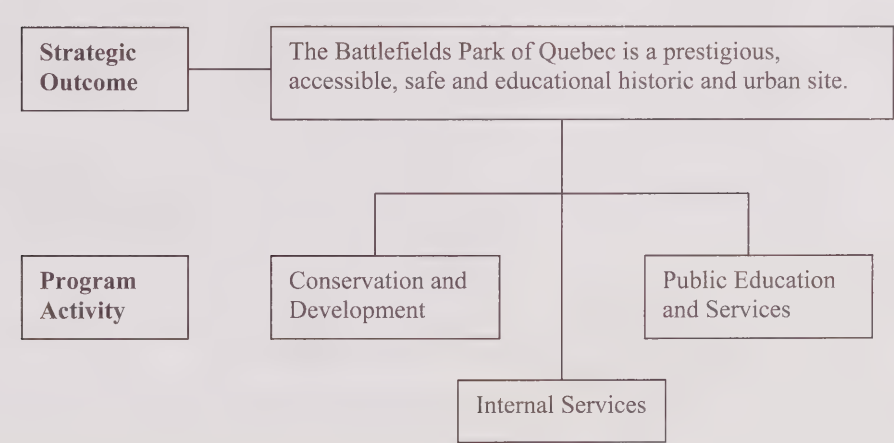 Strategic
Outcome
The Battlefields Park of Quebec is a prestigious,
accessible, safe and educational historic and urban site.
Program
Activity
Conservation and
Development
Public Education
and Services
Internal Services